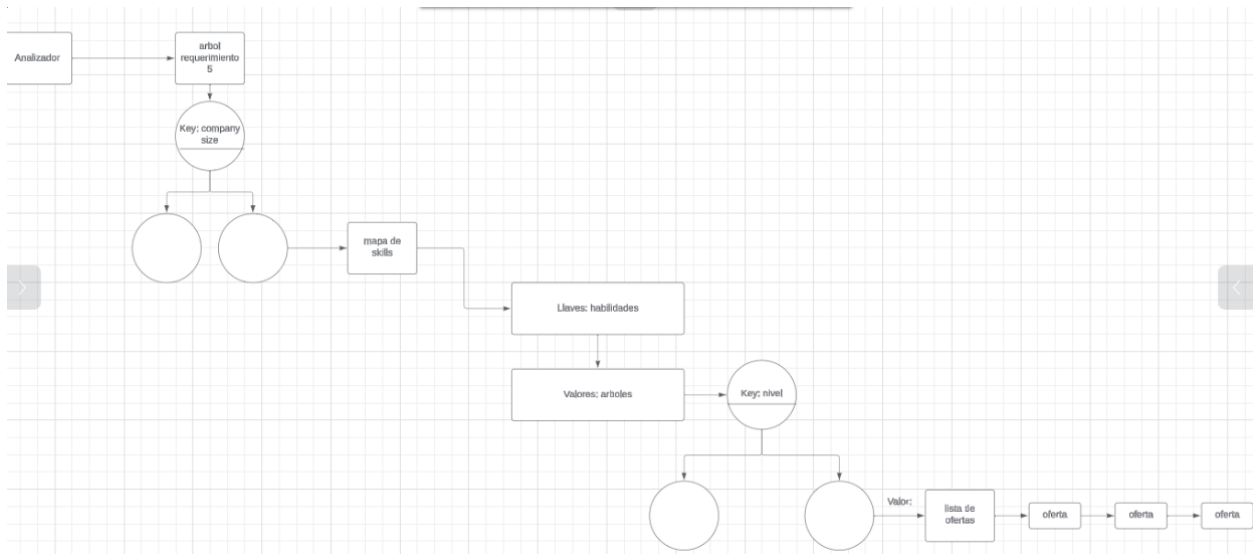 Analizador
arbol
requerimiento
5
Key: company
size
mapa de
skills
Llaves: habilidades
Valores: arboles
Key: nivel
Valor:
lista de
ofertas
oferta
oferta
oferta